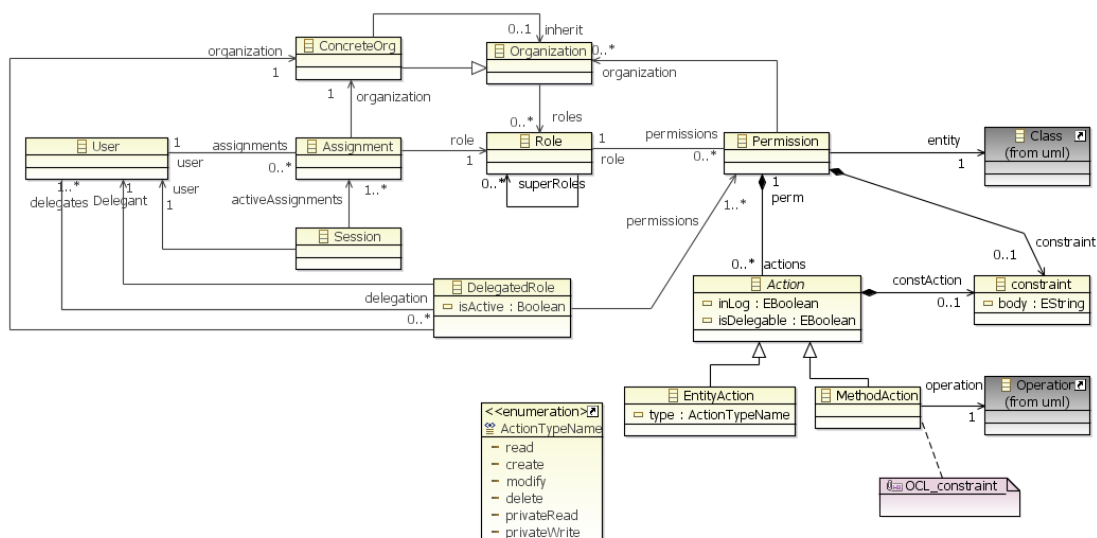 0..1
inherit
organization
ConcreteOrg
Organization
0..*
1
organization
1
organization
roles
User
1
assignments
user
0..*
Assignment
role
1
0..*
Role
1
role
permissions
0..*
Permission
entity
1
Class
(from uml)
1..*
delegates
1
Delegant
user
1
activeAssignments
1..*
0..*
superRoles
permissions
1..*
1
perm
Session
0..1
constraint
delegation
0..*
DelegatedRole
isActive : Boolean
0..*
actions
Action
inLog : EBoolean
isDelegable : EBoolean
constAction
0..1
constraint
body : EString
EntityAction
type : ActionTypeName
MethodAction
operation
1
Operation
(from uml)
<<enumeration>>
ActionTypeName
read
create
modify
delete
privateRead
privateWrite
OCL_constraint